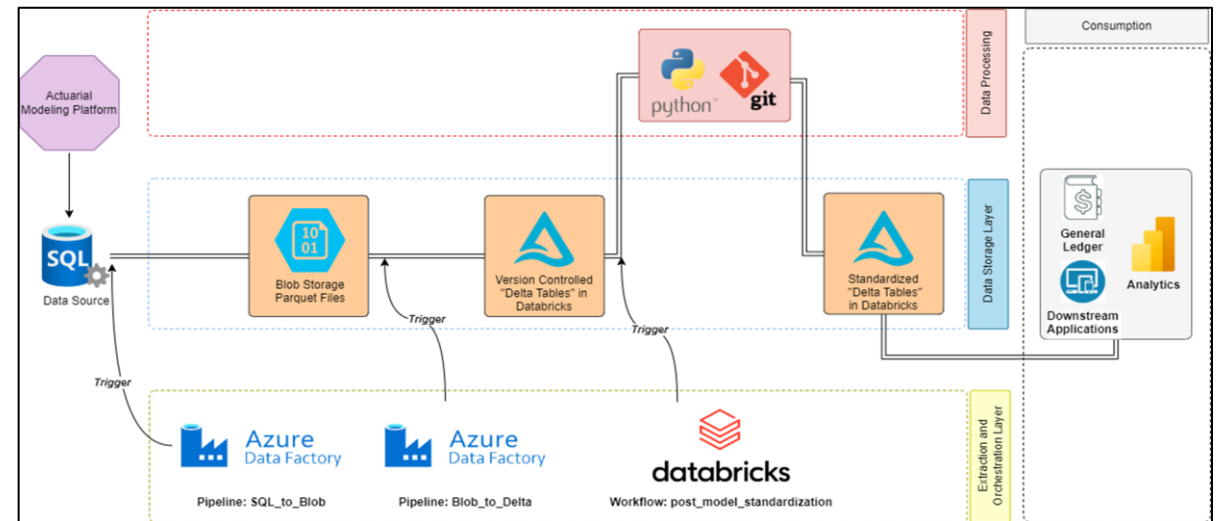 Consumption
Actuarial
Modeling Platform
python
git
Data Processing
10
01
Blob Storage
Parquet Files
Version Controlled
"Delta Tables" in
Databricks
Standardized
"Delta Tables"
in Databricks
Data Storage Layer
SQL
Data Source
General
Ledger
Analytics
Downstream
Applications
Trigger
Trigger
Trigger
Azure
Data Factory
Pipeline: SQL_to_Blob
Azure
Data Factory
Pipeline: Blob_to_Delta
databricks
Workflow: post_model_standardization
Extraction and
Orchestration Layer